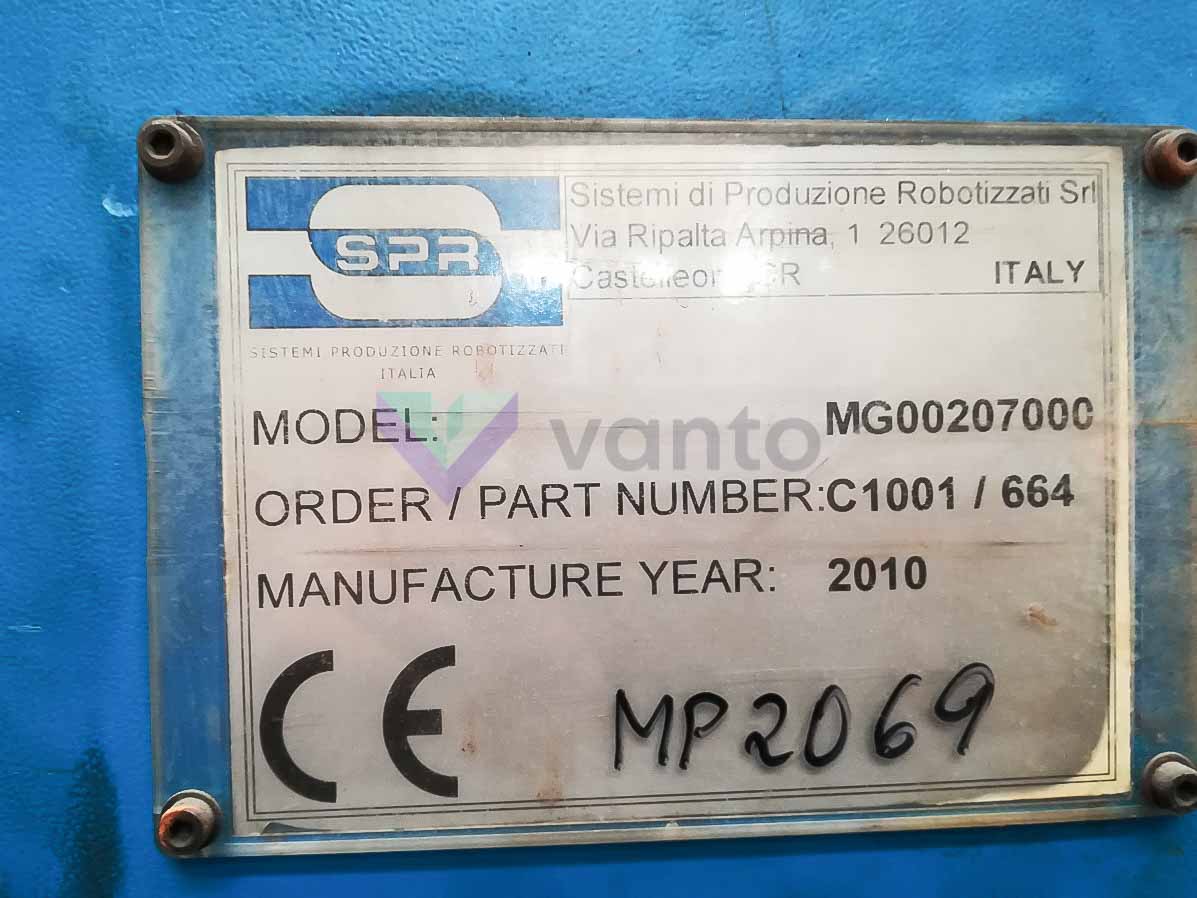 SPR
SISTEMI PRODUZIONE ROBOTIZZATI
ITALIA
Sistemi di Produzione Robotizzati Srl
Via Ripalta Arpina, 1 26012
ITALY
MODEL: MG00207000
vanto
ORDER / PART NUMBER: C1001 / 664
MANUFACTURE YEAR: 2010
CE
MP2069